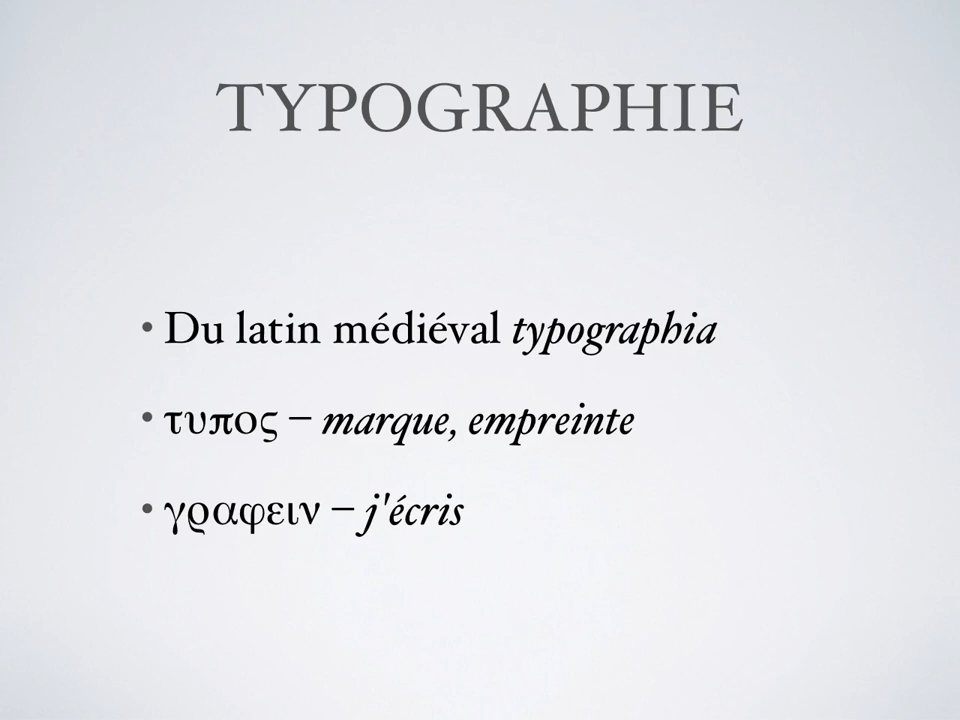 TYPOGRAPHIE
• Du latin médiéval typographia
• τυπος – marque, empreinte
• γραφειν – j'écris